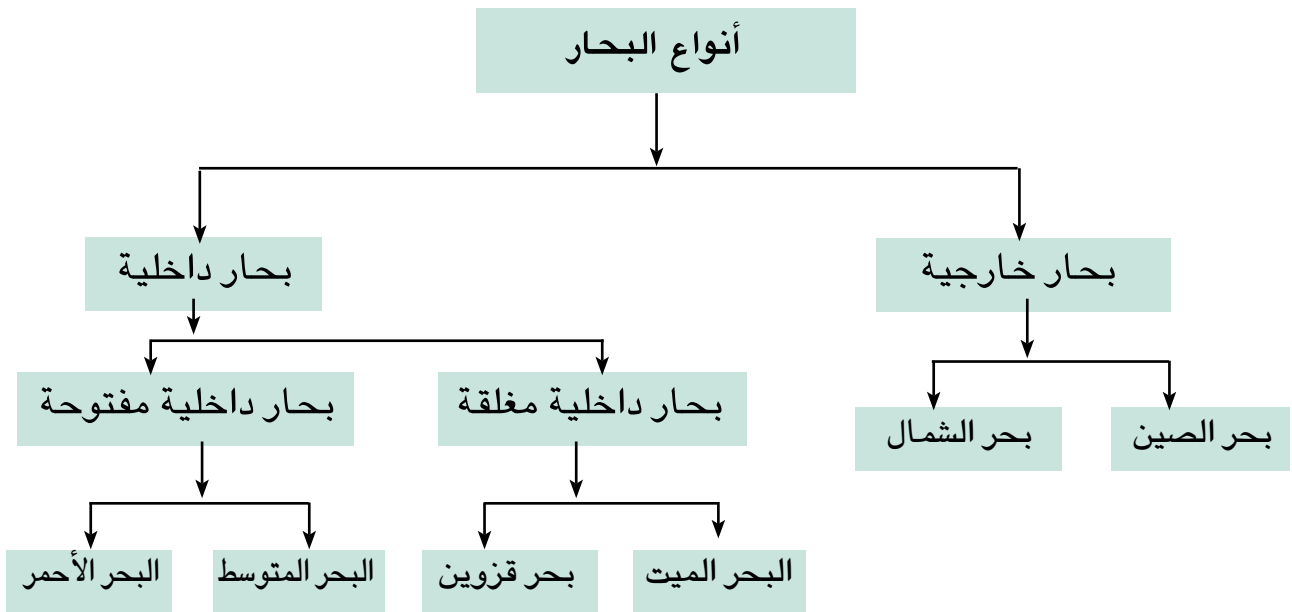 أنواع البحار
بحار خارجية
بحار داخلية
بحار داخلية مغلقة
بحار داخلية مفتوحة
بحر الصين
بحر الشمال
البحر الميت
بحر قزوين
البحر المتوسط
البحر الأحمر